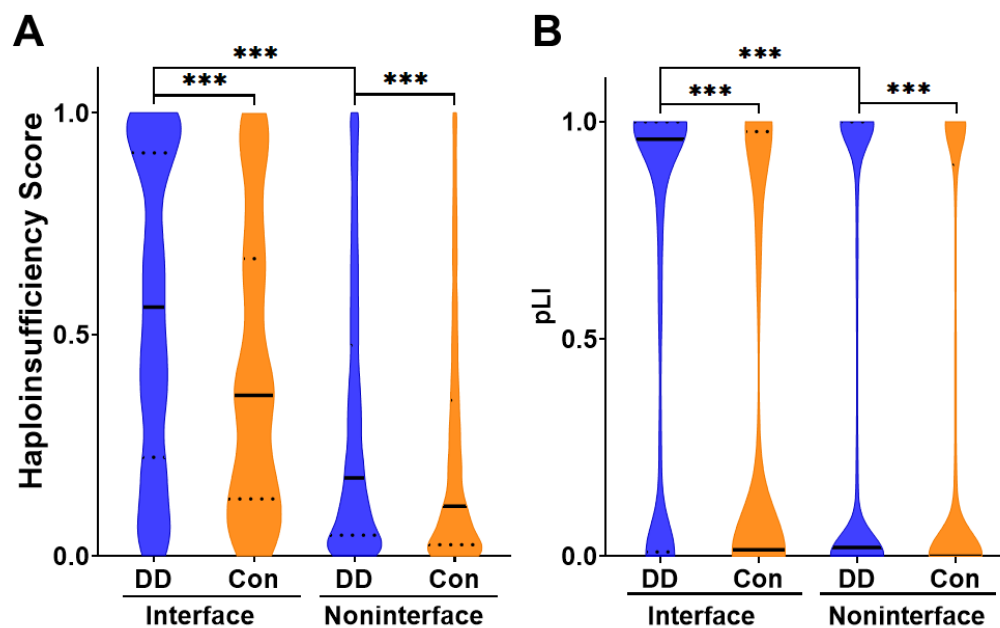 A
B
***
***
***
***
***
***
Haploinsufficiency Score
1.0
0.5
0.0
DD
Con
DD
Con
Interface
Noninterface
pLI
1.0
0.5
0.0
DD
Con
DD
Con
Interface
Noninterface